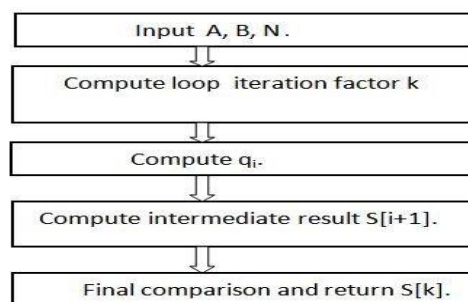 Input A, B, N.
Compute loop iteration factor k
Compute qi.
Compute intermediate result S[i+1].
Final comparison and return S[k].